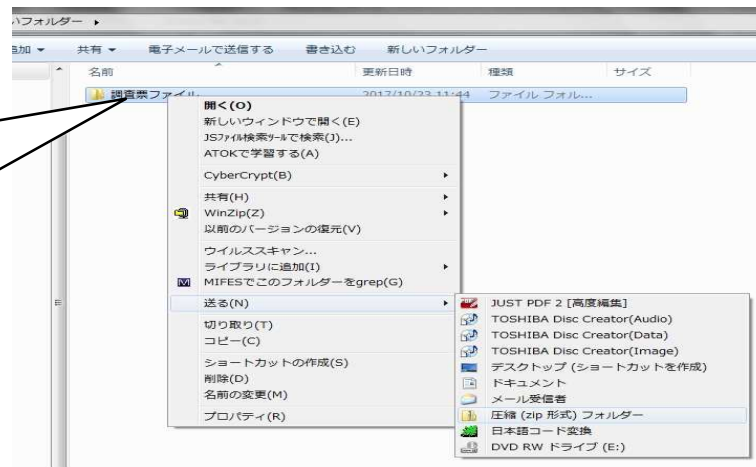 いフォルダー ▸
追加 ▼ 共有 ▼ 電子メールで送信する 書き込む 新しいフォルダー
名前 更新日時 種類 サイズ
調査票ファイル 2017/10/23 11:44 ファイル フォル...
開く(O)
新しいウィンドウで開く(E)
JSファイル検索ツールで検索(J)...
ATOKで学習する(A)
CyberCrypt(B)
共有(H)
WinZip(Z)
以前のバージョンの復元(V)
ウイルススキャン...
ライブラリに追加(I)
MIFESでこのフォルダーをgrep(G)
送る(N)
切り取り(T)
コピー(C)
ショートカットの作成(S)
削除(D)
名前の変更(M)
プロパティ(R)
JUST PDF 2 [高度編集]
TOSHIBA Disc Creator(Audio)
TOSHIBA Disc Creator(Data)
TOSHIBA Disc Creator(Image)
デスクトップ (ショートカットを作成)
ドキュメント
メール受信者
圧縮 (zip 形式) フォルダー
日本語コード変換
DVD RW ドライブ (E:)